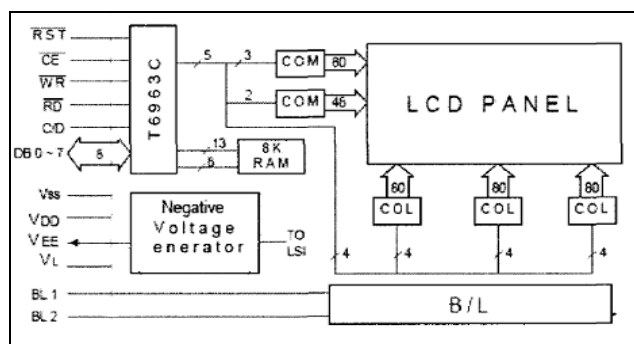 RST
CE
WR
RD
C/D
DB 0 ~ 7
8
T6963C
5
3
COM
80
2
COM
46
LCD PANEL
13
8
8K
RAM
80
COL
80
COL
80
COL
4
4
4
4
Vss
VDD
VEE
VL
Negative
Voltage
enerator
TO
LSI
BL 1
BL 2
B/L